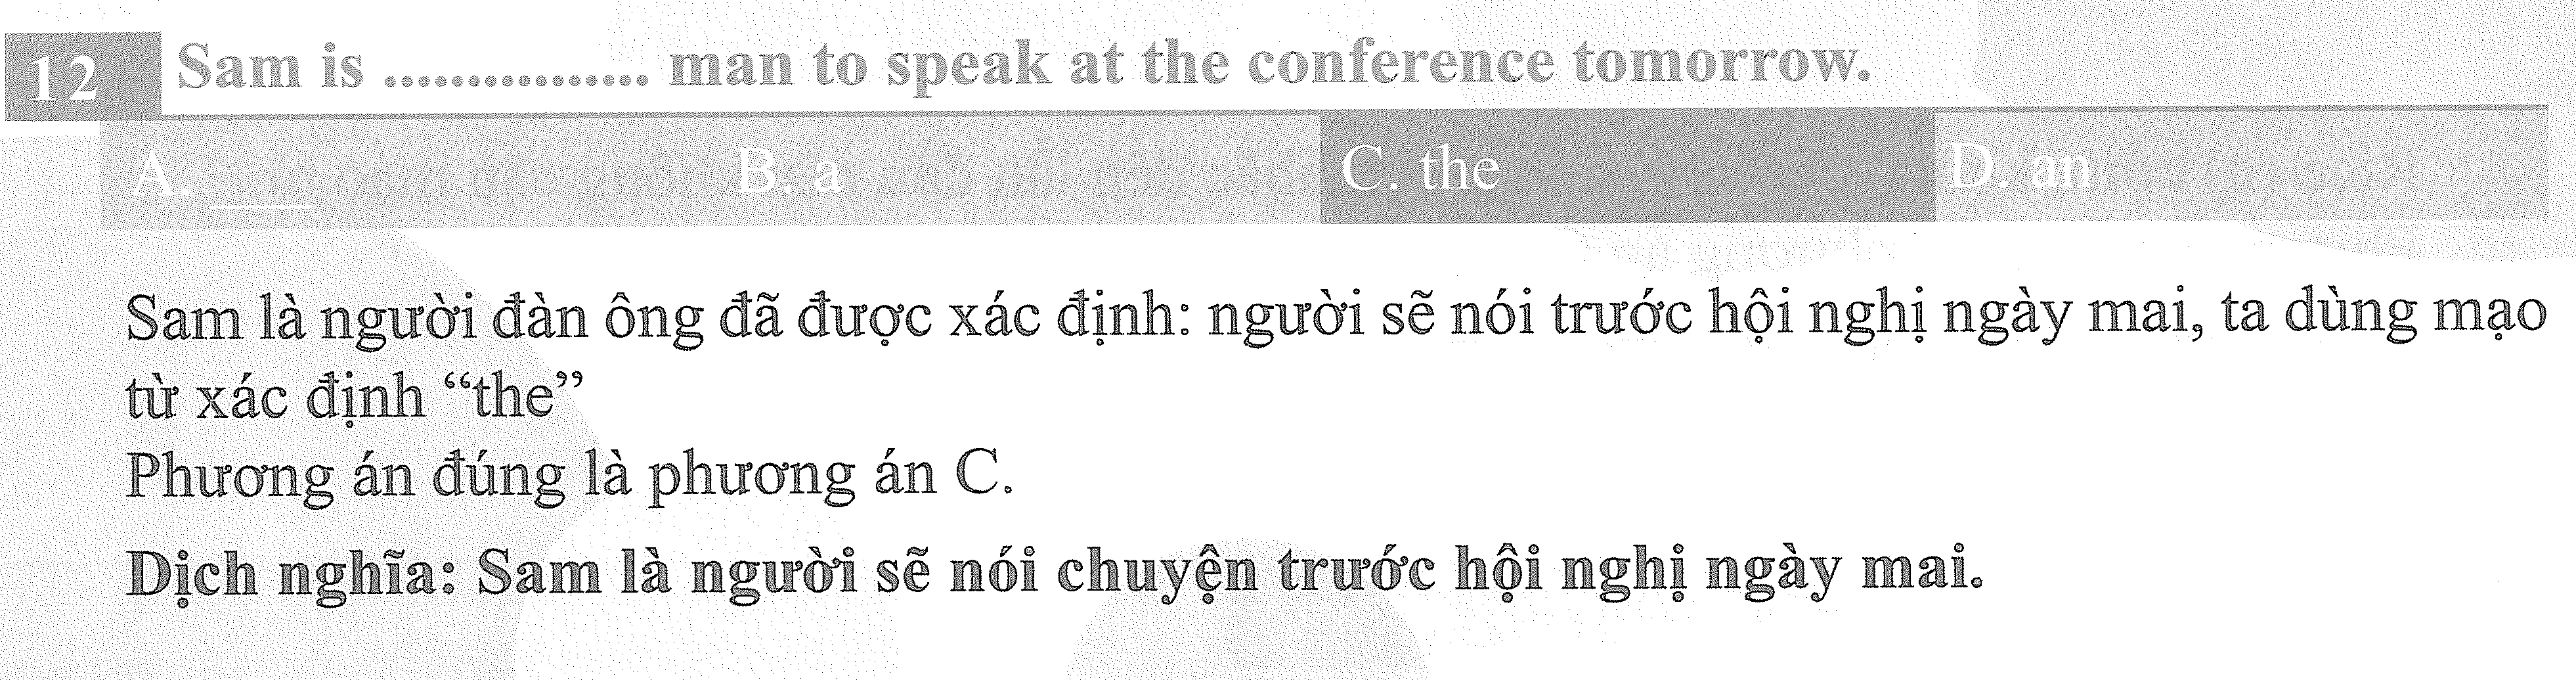 12 Sam is ............... man to speak at the conference tomorrow.
A. ____ B. a C. the D. an
Sam là người đàn ông đã được xác định: người sẽ nói trước hội nghị ngày mai, ta dùng mạo
từ xác định “the”
Phương án đúng là phương án C.
Dịch nghĩa: Sam là người sẽ nói chuyện trước hội nghị ngày mai.